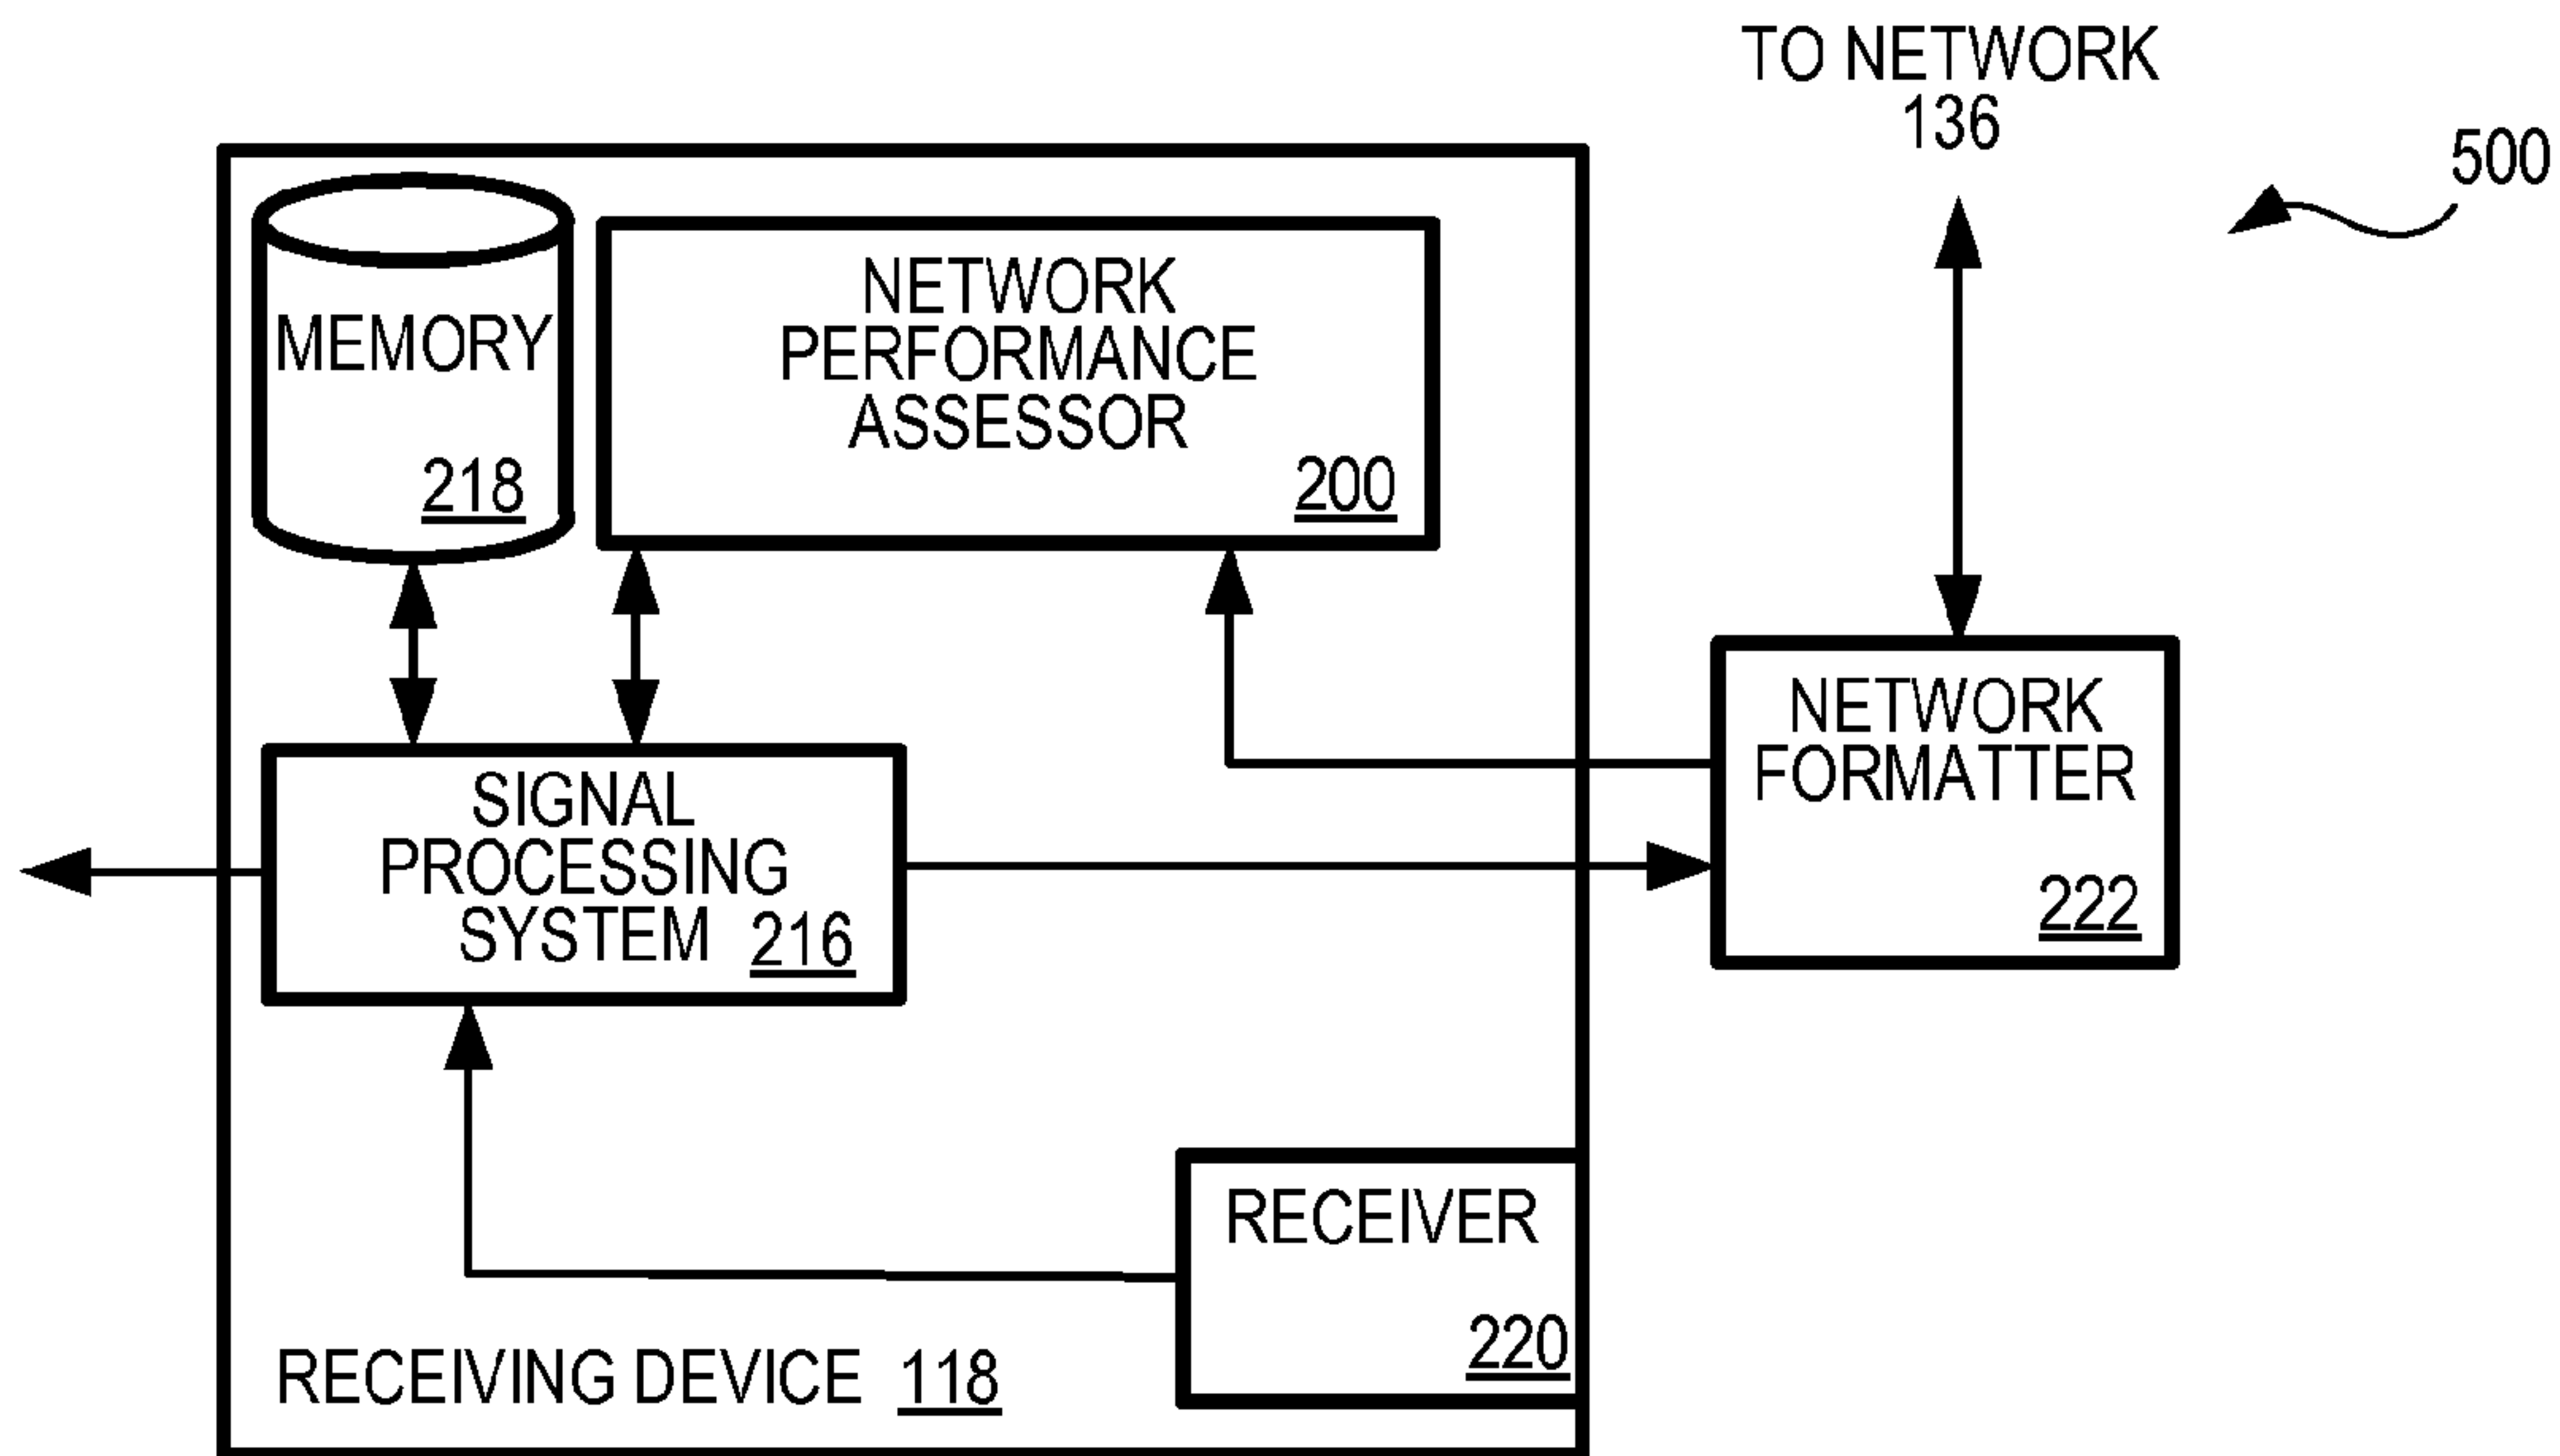 TO NETWORK
136
500
MEMORY
218
NETWORK
PERFORMANCE
ASSESSOR
200
NETWORK
FORMATTER
222
SIGNAL
PROCESSING
SYSTEM 216
RECEIVER
220
RECEIVING DEVICE 118